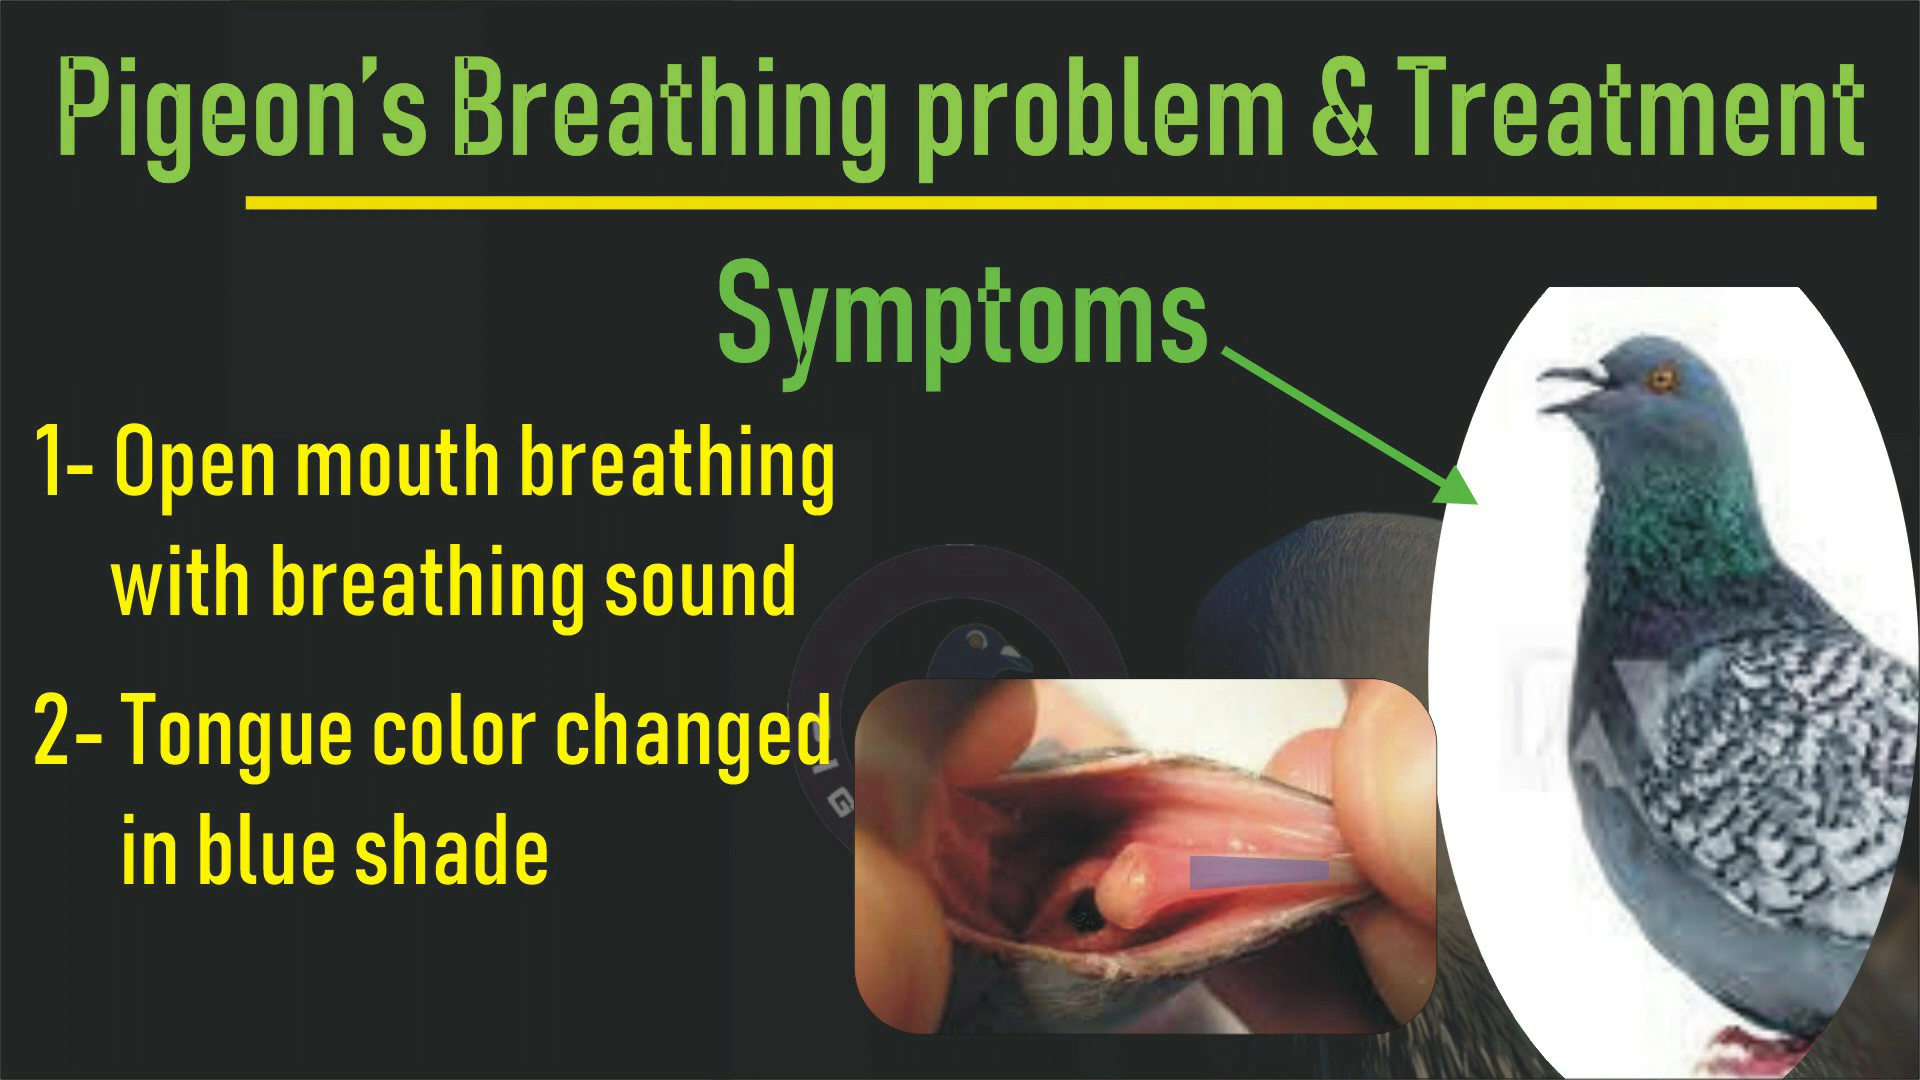 Pigeon's Breathing problem & Treatment
Symptoms
1- Open mouth breathing
with breathing sound
2- Tongue color changed
in blue shade